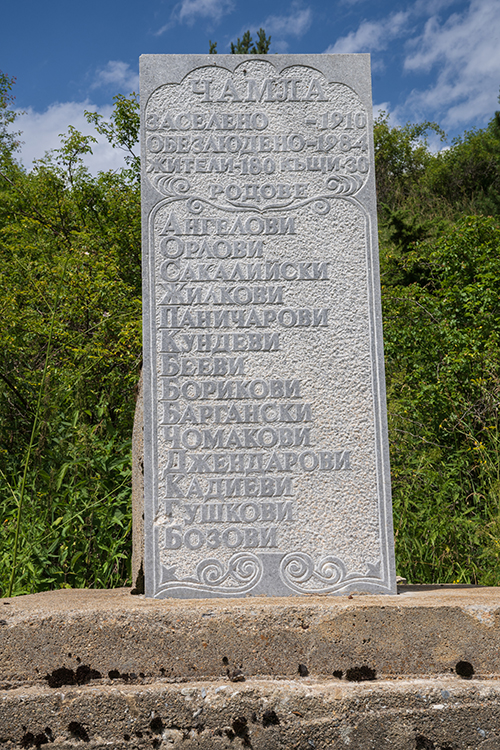 ЧАМЛА
ЗАСЕЛЕНО -1910
ОБЕЗЛЮДЕНО-1984
ЖИТЕЛИ-180 КЪЩИ-30
РОДОВЕ
АНГЕЛОВИ
ОРЛОВИ
САКАЛИЙСКИ
ЖИЛКОВИ
ПАНИЧАРОВИ
КУНДЕВИ
БЕЕВИ
БОРИКОВИ
БАРГАНСКИ
ЧОМАКОВИ
ДЖЕНДАРОВИ
КАДИЕВИ
ГУШКОВИ
БОЗОВИ